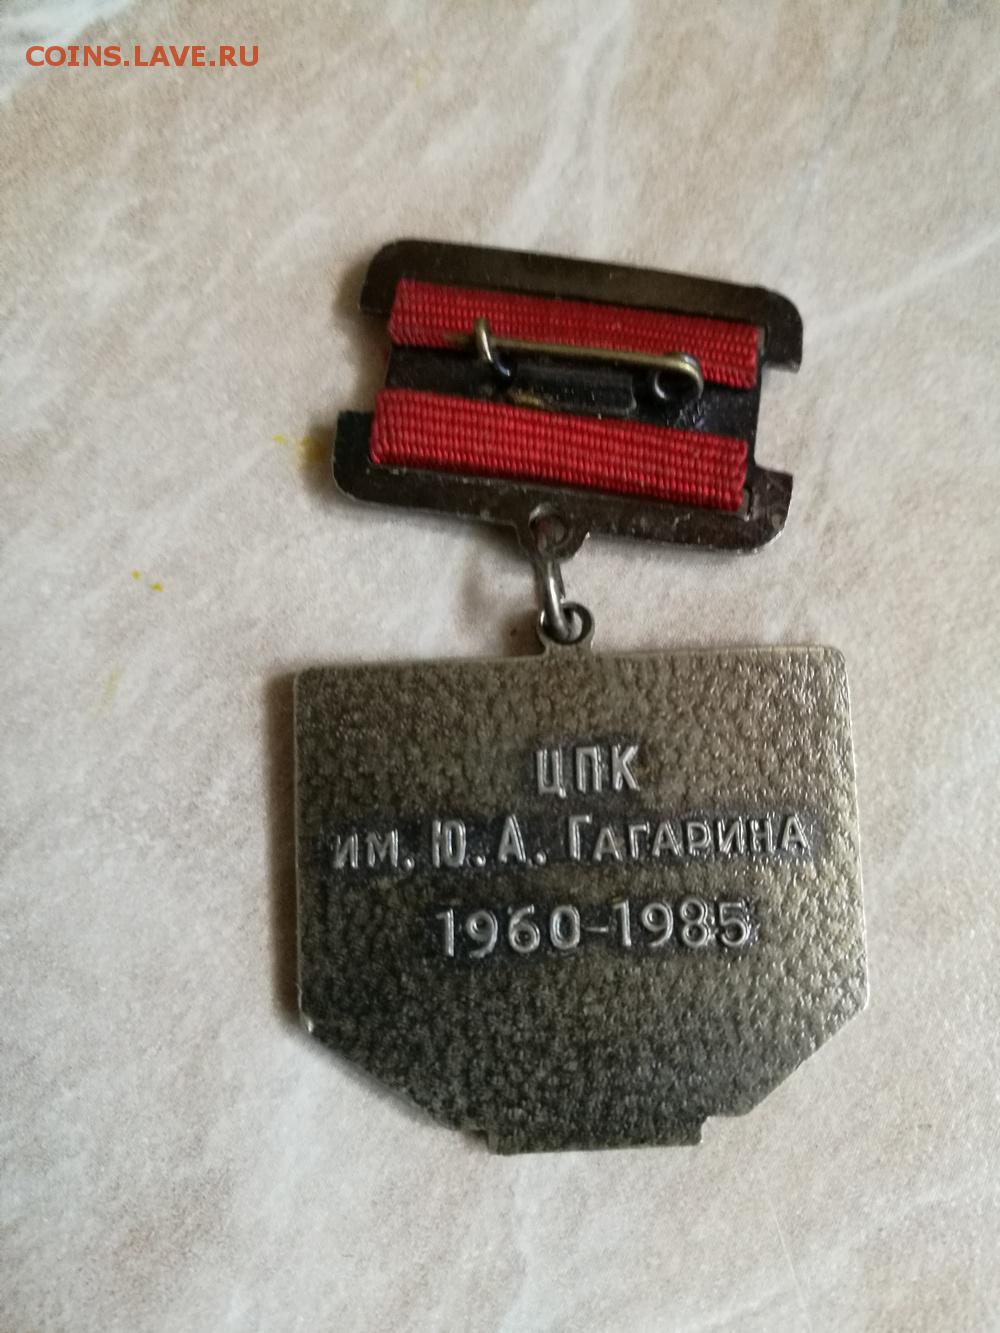 COINS.LAVE.RU
ЦПК
им. Ю. А. Гагарина
1960-1985